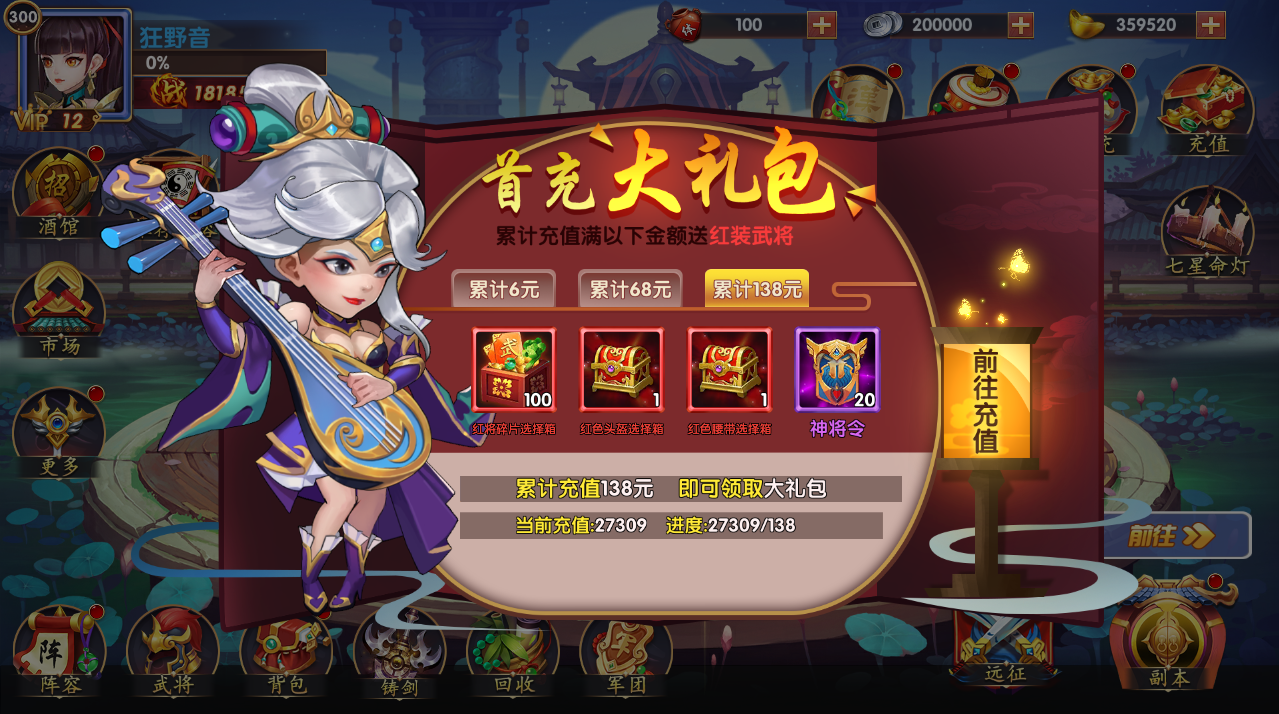 300
狂野音
0%
战 1818
VIP 12
100
200000
359520
充值
招
酒馆
市场
更多
七星命灯
首充大礼包
累计充值满以下金额送红装武将
累计6元
累计68元
累计138元
武
100
1
1
20
红将碎片选择箱
红色头盔选择箱
红色腰带选择箱
神将令
前往充值
累计充值138元 即可领取大礼包
当前充值:27309 进度:27309/138
前往
阵
阵容
武将
背包
铸剑
回收
军团
远征
副本